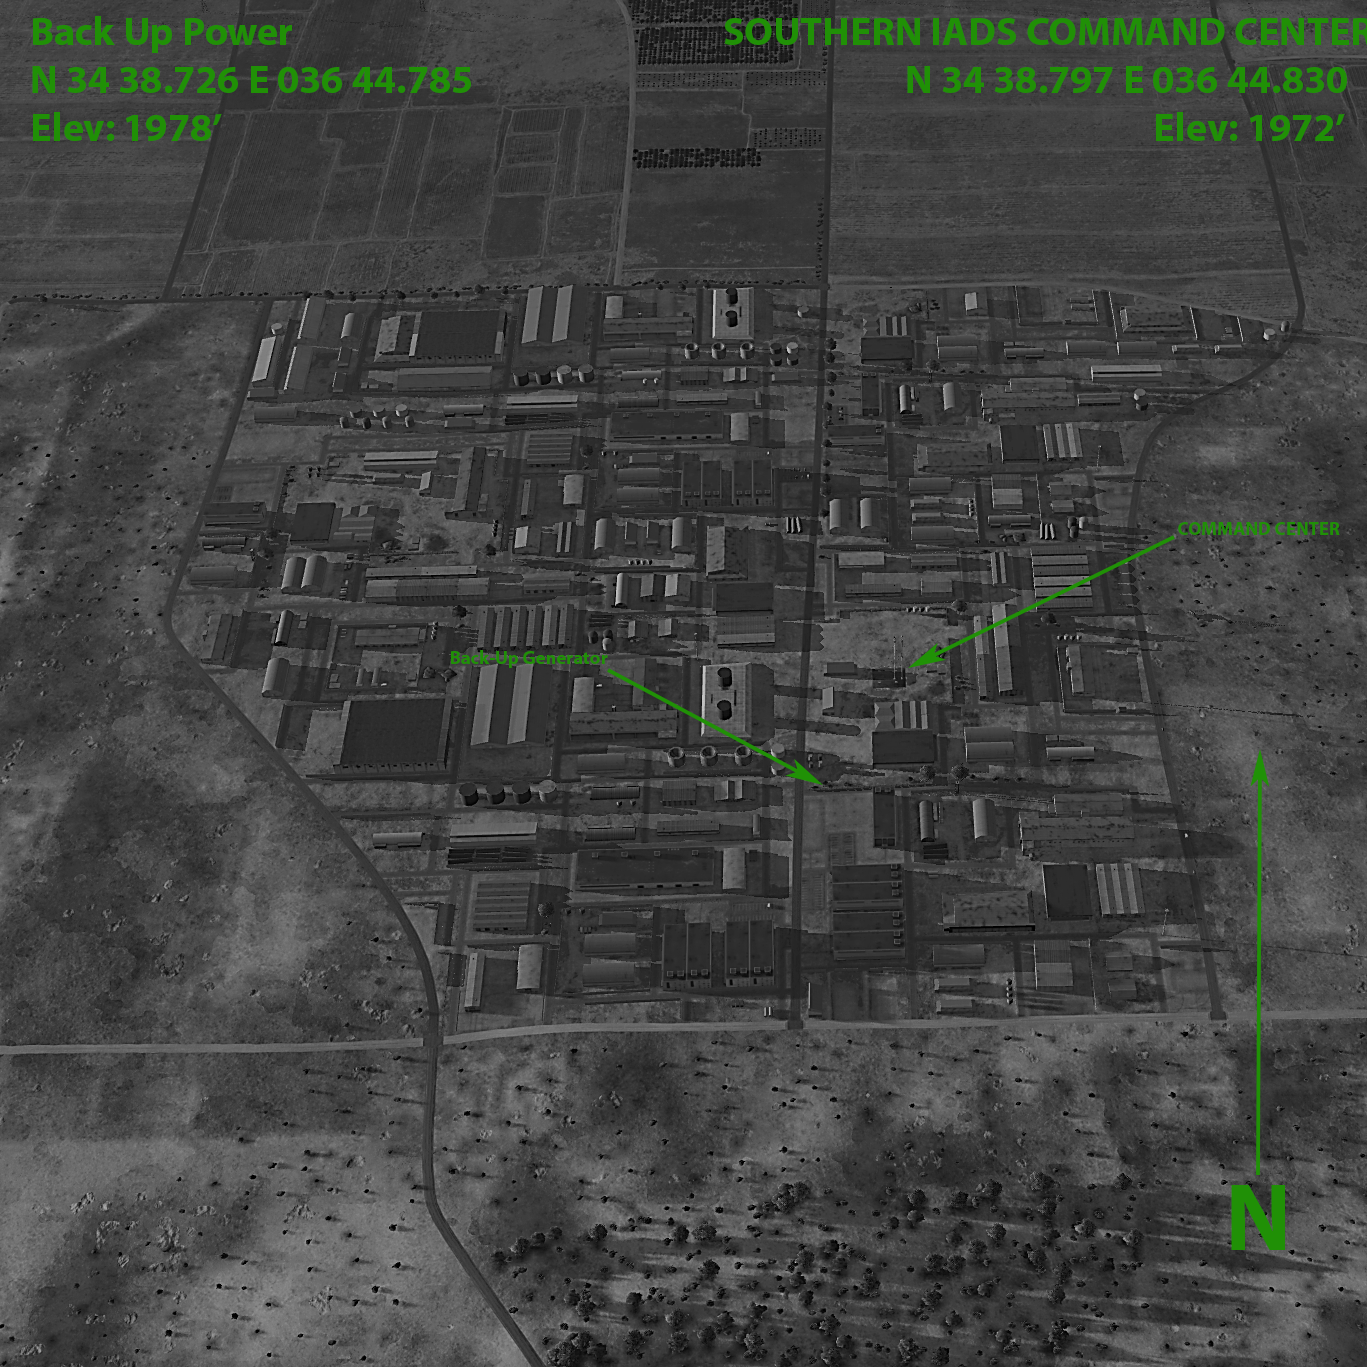 Back Up Power
N 34 38.726 E 036 44.785
Elev: 1978’
SOUTHERN IADS COMMAND CENTER
N 34 38.797 E 036 44.830
Elev: 1972’
COMMAND CENTER
Back-Up Generator
N